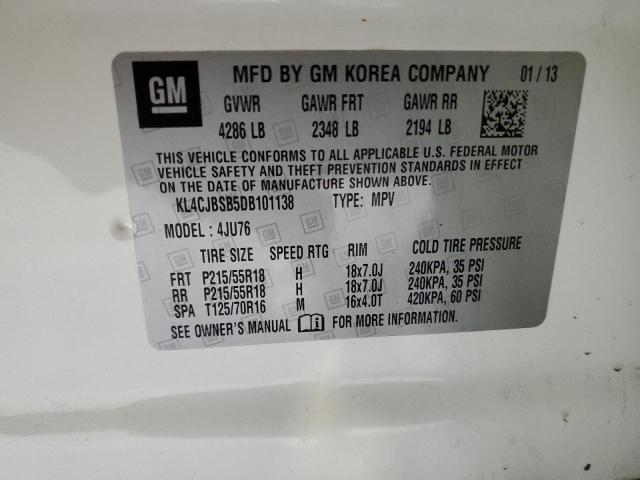 GM MFD BY GM KOREA COMPANY 01 / 13
GVWR GAWR FRT GAWR RR
4286 LB 2348 LB 2194 LB
THIS VEHICLE CONFORMS TO ALL APPLICABLE U.S. FEDERAL MOTOR
VEHICLE SAFETY AND THEFT PREVENTION STANDARDS IN EFFECT
ON THE DATE OF MANUFACTURE SHOWN ABOVE.
KL4CJBSB5DB101138 TYPE: MPV
MODEL : 4JU76
TIRE SIZE SPEED RTG RIM COLD TIRE PRESSURE
FRT P215/55R18 H 18x7.0J 240KPA, 35 PSI
RR P215/55R18 H 18x7.0J 240KPA, 35 PSI
SPA T125/70R16 M 16x4.0T 420KPA, 60 PSI
SEE OWNER'S MANUAL FOR MORE INFORMATION.